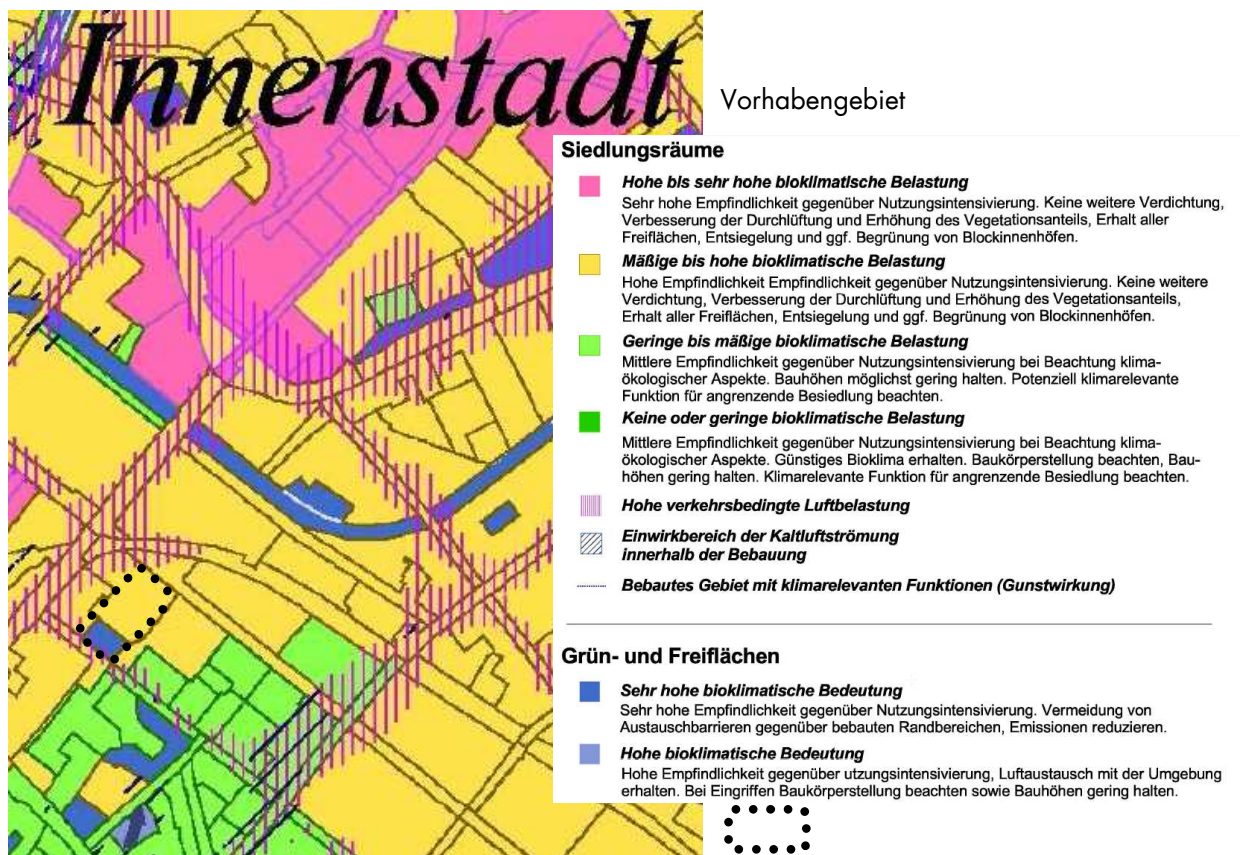 Innenstadt
Vorhabengebiet
Siedlungsräume
Hohe bis sehr hohe bioklimatische Belastung
Sehr hohe Empfindlichkeit gegenüber Nutzungsintensivierung. Keine weitere Verdichtung,
Verbesserung der Durchlüftung und Erhöhung des Vegetationsanteils, Erhalt aller
Freiflächen, Entsiegelung und ggf. Begrünung von Blockinnenhöfen.
Mäßige bis hohe bioklimatische Belastung
Hohe Empfindlichkeit Empfindlichkeit gegenüber Nutzungsintensivierung. Keine weitere
Verdichtung, Verbesserung der Durchlüftung und Erhöhung des Vegetationsanteils,
Erhalt aller Freiflächen, Entsiegelung und ggf. Begrünung von Blockinnenhöfen.
Geringe bis mäßige bioklimatische Belastung
Mittlere Empfindlichkeit gegenüber Nutzungsintensivierung bei Beachtung klima-
ökologischer Aspekte. Bauhöhen möglichst gering halten. Potenziell klimarelevante
Funktion für angrenzende Besiedlung beachten.
Keine oder geringe bioklimatische Belastung
Mittlere Empfindlichkeit gegenüber Nutzungsintensivierung bei Beachtung klima-
ökologischer Aspekte. Günstiges Bioklima erhalten. Baukörperstellung beachten, Bau-
höhen gering halten. Klimarelevante Funktion für angrenzende Besiedlung beachten.
Hohe verkehrsbedingte Luftbelastung
Einwirkbereich der Kaltluftströmung
innerhalb der Bebauung
Bebautes Gebiet mit klimarelevanten Funktionen (Gunstwirkung)
Grün- und Freiflächen
Sehr hohe bioklimatische Bedeutung
Sehr hohe Empfindlichkeit gegenüber Nutzungsintensivierung. Vermeidung von
Austauschbarrieren gegenüber bebauten Randbereichen, Emissionen reduzieren.
Hohe bioklimatische Bedeutung
Hohe Empfindlichkeit gegenüber utzungsintensivierung, Luftaustausch mit der Umgebung
erhalten. Bei Eingriffen Baukörperstellung beachten sowie Bauhöhen gering halten.